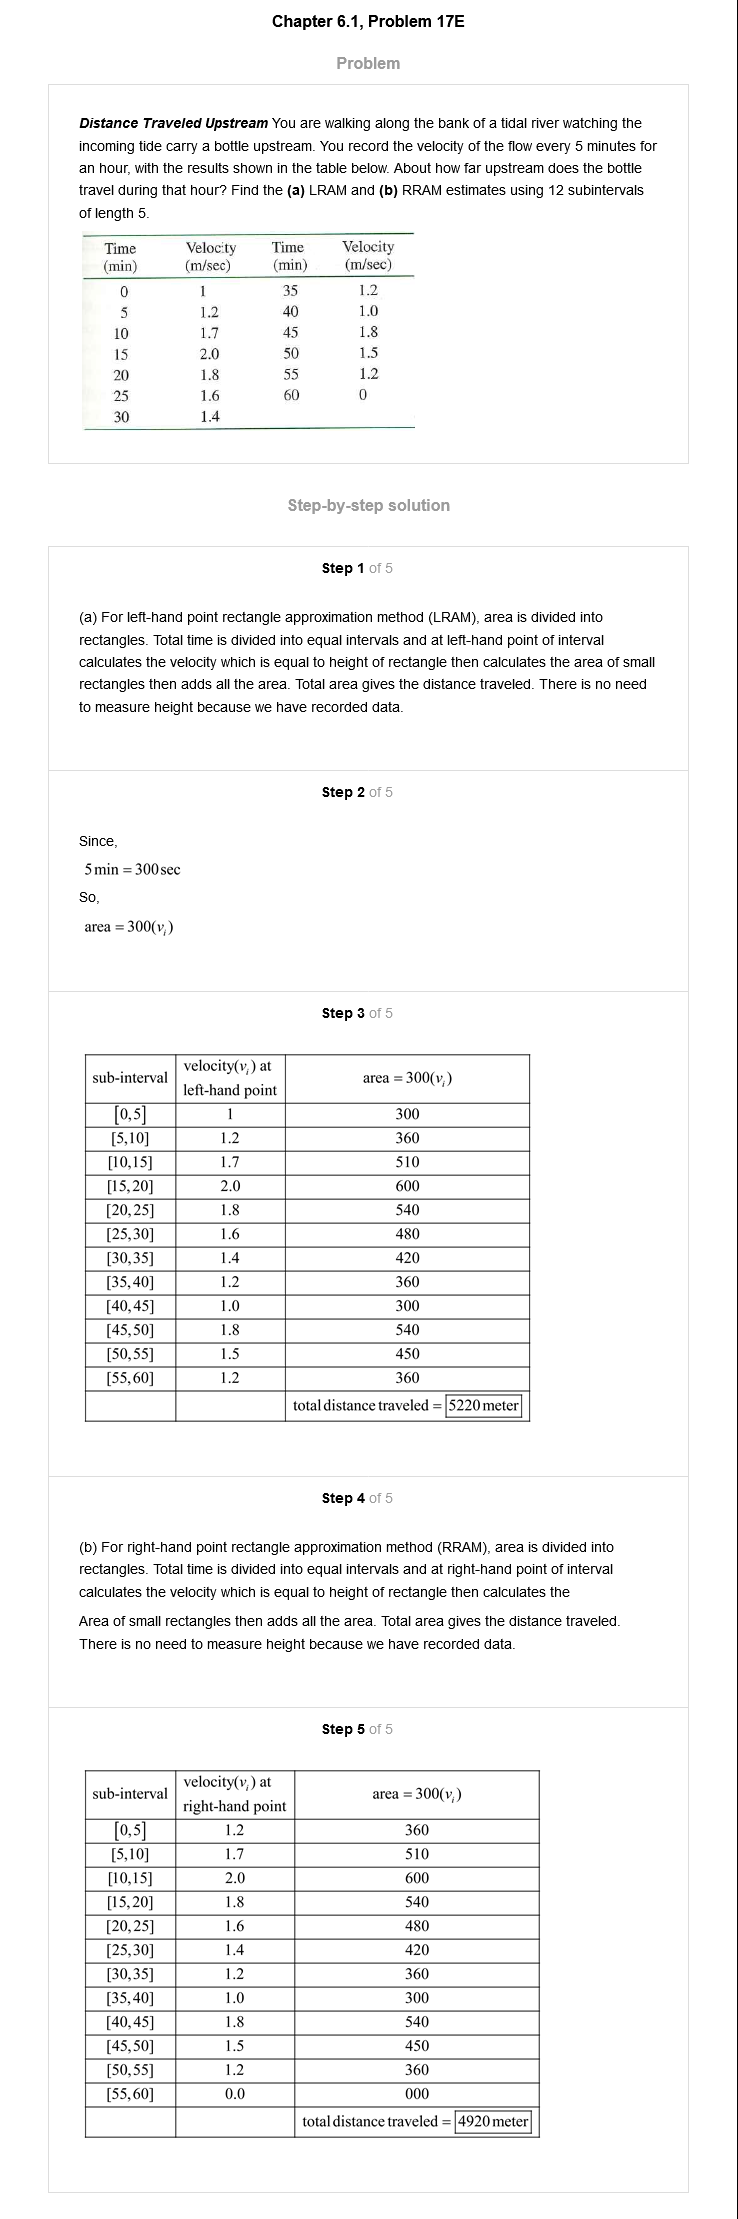 Chapter 6.1, Problem 17E
Problem
Distance Traveled Upstream You are walking along the bank of a tidal river watching the
incoming tide carry a bottle upstream. You record the velocity of the flow every 5 minutes for
an hour, with the results shown in the table below. About how far upstream does the bottle
travel during that hour? Find the (a) LRAM and (b) RRAM estimates using 12 subintervals
of length 5.
Time Velocity Time Velocity
(min) (m/sec) (min) (m/sec)
0 1 35 1.2
5 1.2 40 1.0
10 1.7 45 1.8
15 2.0 50 1.5
20 1.8 55 1.2
25 1.6 60 0
30 1.4
Step-by-step solution
Step 1 of 5
(a) For left-hand point rectangle approximation method (LRAM), area is divided into
rectangles. Total time is divided into equal intervals and at left-hand point of interval
calculates the velocity which is equal to height of rectangle then calculates the area of small
rectangles then adds all the area. Total area gives the distance traveled. There is no need
to measure height because we have recorded data.
Step 2 of 5
Since,
5 min = 300 sec
So,
area = 300(vᵢ)
Step 3 of 5
sub-interval velocity(vᵢ) at left-hand point area = 300(vᵢ)
[0,5] 1 300
[5,10] 1.2 360
[10,15] 1.7 510
[15,20] 2.0 600
[20,25] 1.8 540
[25,30] 1.6 480
[30,35] 1.4 420
[35,40] 1.2 360
[40,45] 1.0 300
[45,50] 1.8 540
[50,55] 1.5 450
[55,60] 1.2 360
total distance traveled = 5220 meter
Step 4 of 5
(b) For right-hand point rectangle approximation method (RRAM), area is divided into
rectangles. Total time is divided into equal intervals and at right-hand point of interval
calculates the velocity which is equal to height of rectangle then calculates the
Area of small rectangles then adds all the area. Total area gives the distance traveled.
There is no need to measure height because we have recorded data.
Step 5 of 5
sub-interval velocity(vᵢ) at right-hand point area = 300(vᵢ)
[0,5] 1.2 360
[5,10] 1.7 510
[10,15] 2.0 600
[15,20] 1.8 540
[20,25] 1.6 480
[25,30] 1.4 420
[30,35] 1.2 360
[35,40] 1.0 300
[40,45] 1.8 540
[45,50] 1.5 450
[50,55] 1.2 360
[55,60] 0.0 000
total distance traveled = 4920 meter